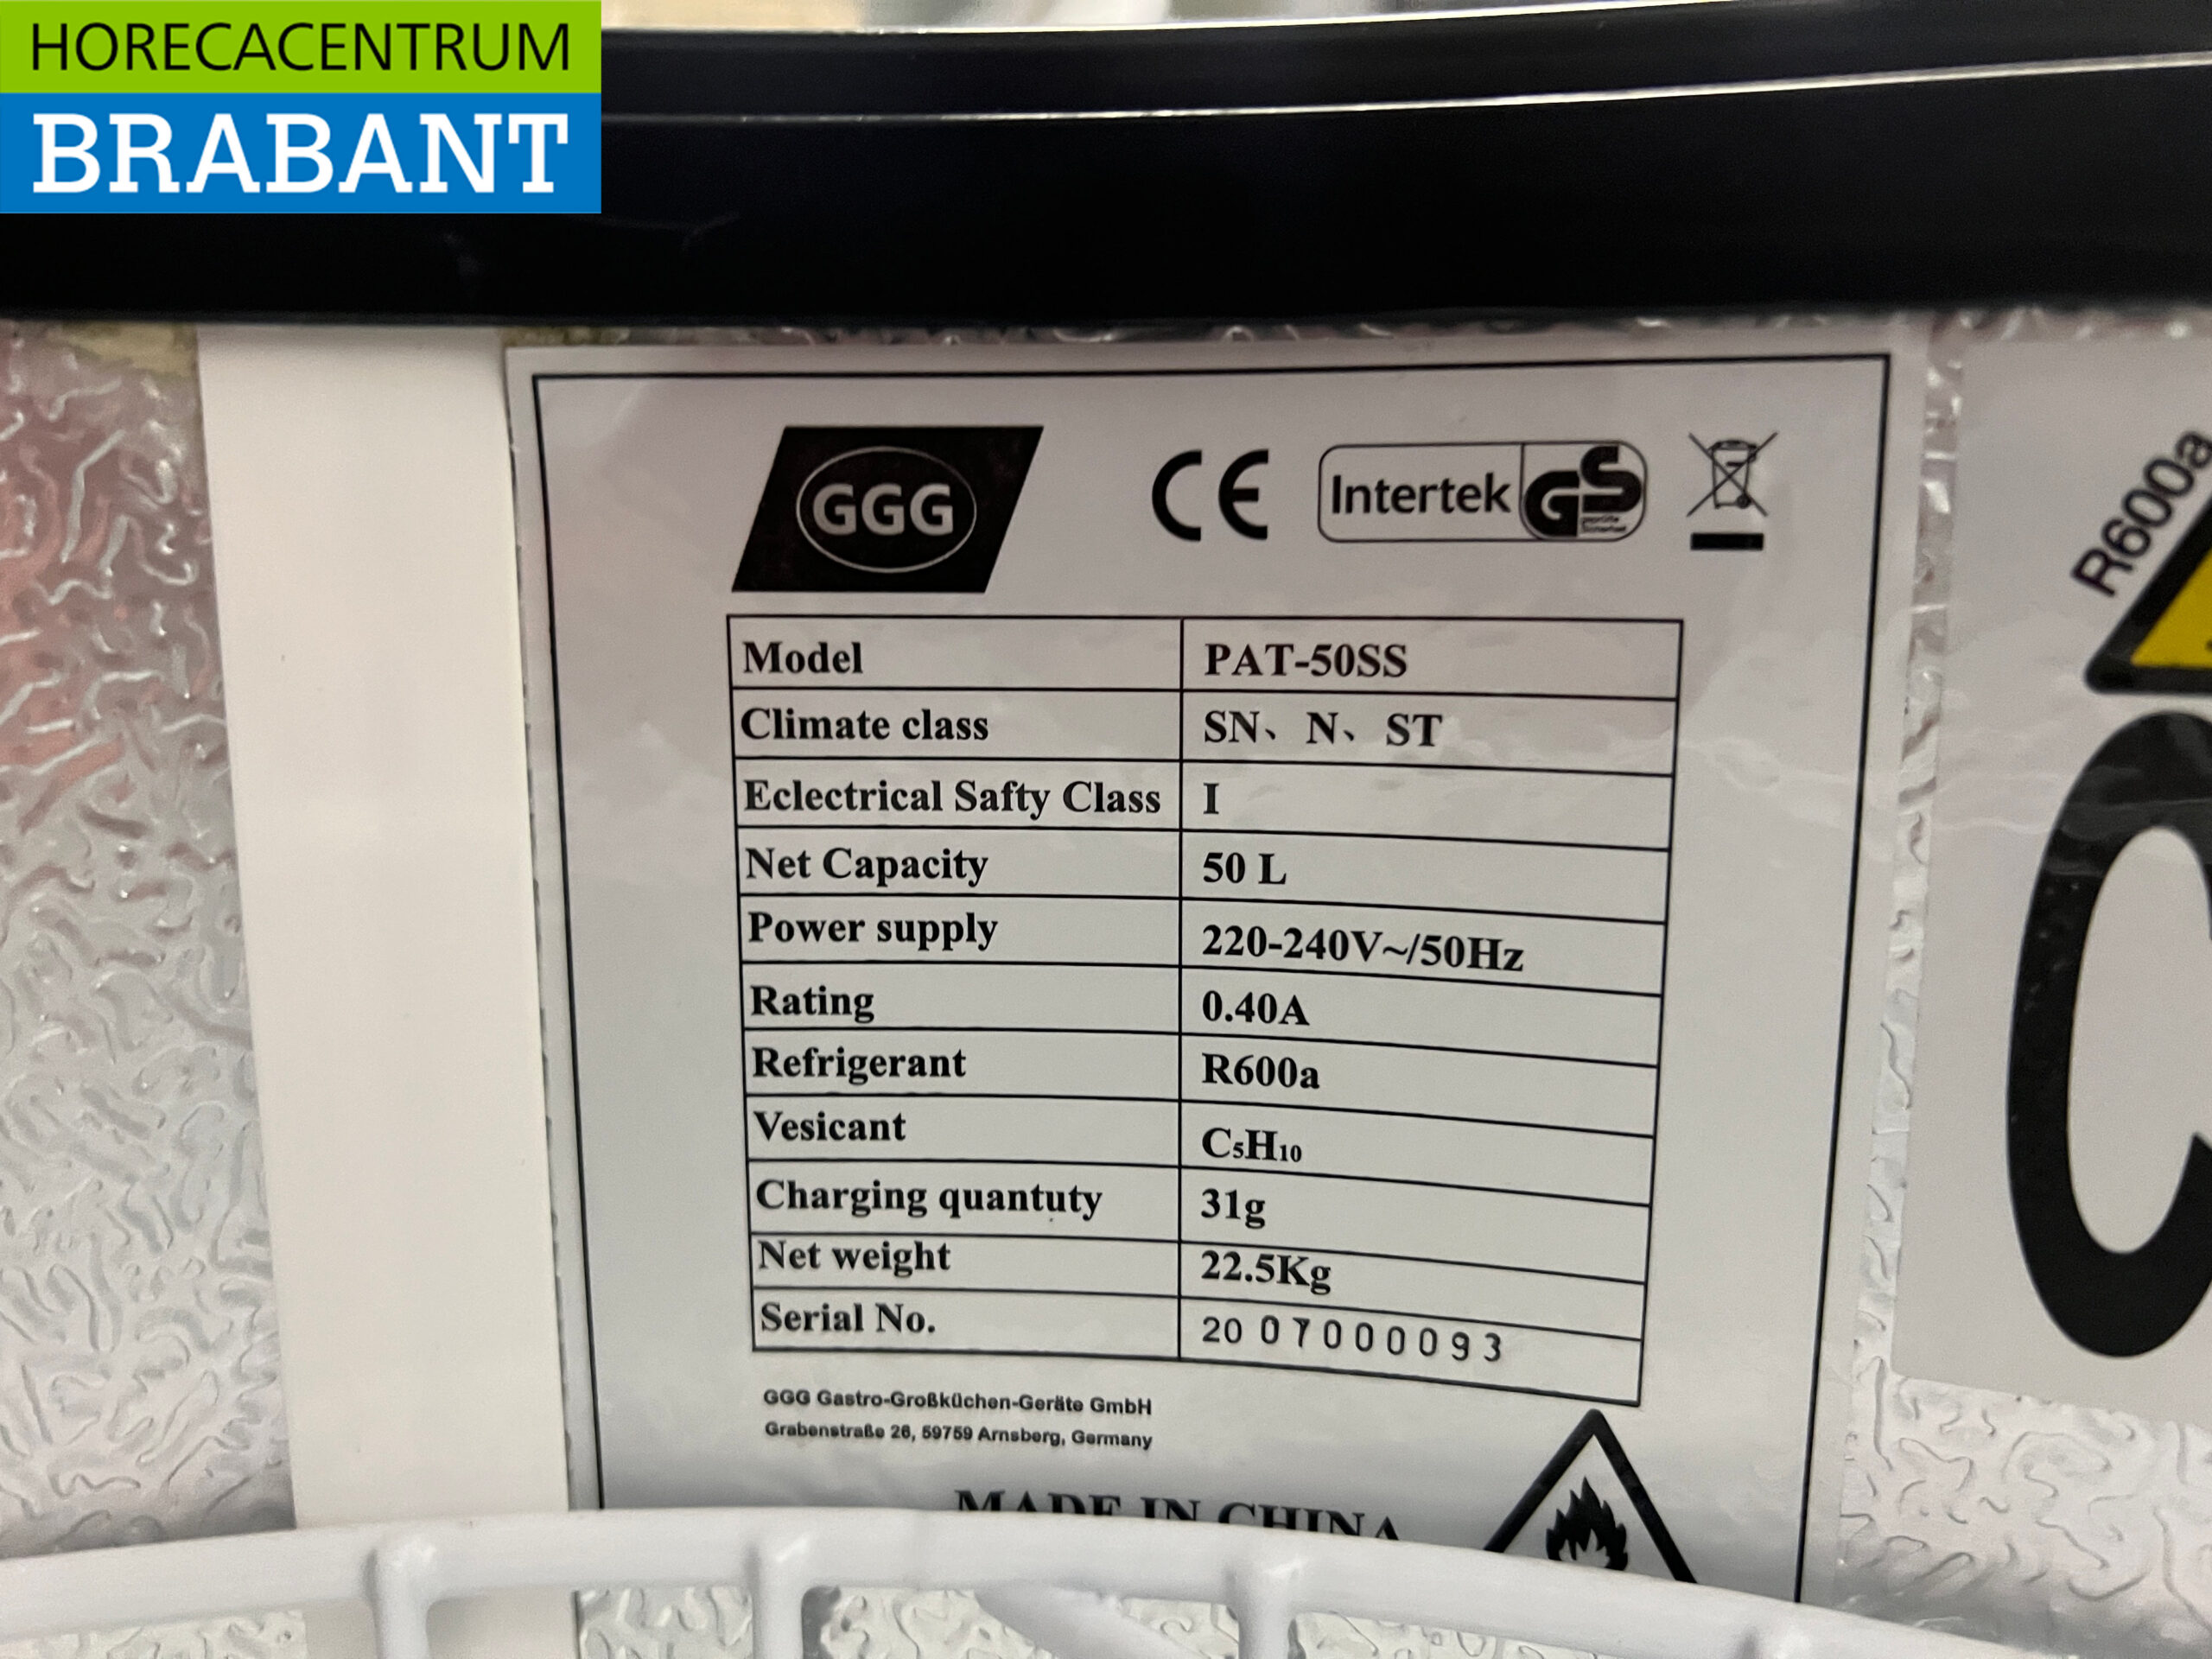 HORECACENTRUM
BRABANT
GGG
CE
Intertek GS
R600a
Model PAT-50SS
Climate class SN、N、ST
Eclectrical Safty Class I
Net Capacity 50 L
Power supply 220-240V~/50Hz
Rating 0.40A
Refrigerant R600a
Vesicant C₅H₁₀
Charging quantuty 31g
Net weight 22.5Kg
Serial No. 20 07000093
GGG Gastro-Großküchen-Geräte GmbH
Grabenstraße 26, 59759 Arnsberg, Germany
MADE IN CHINA